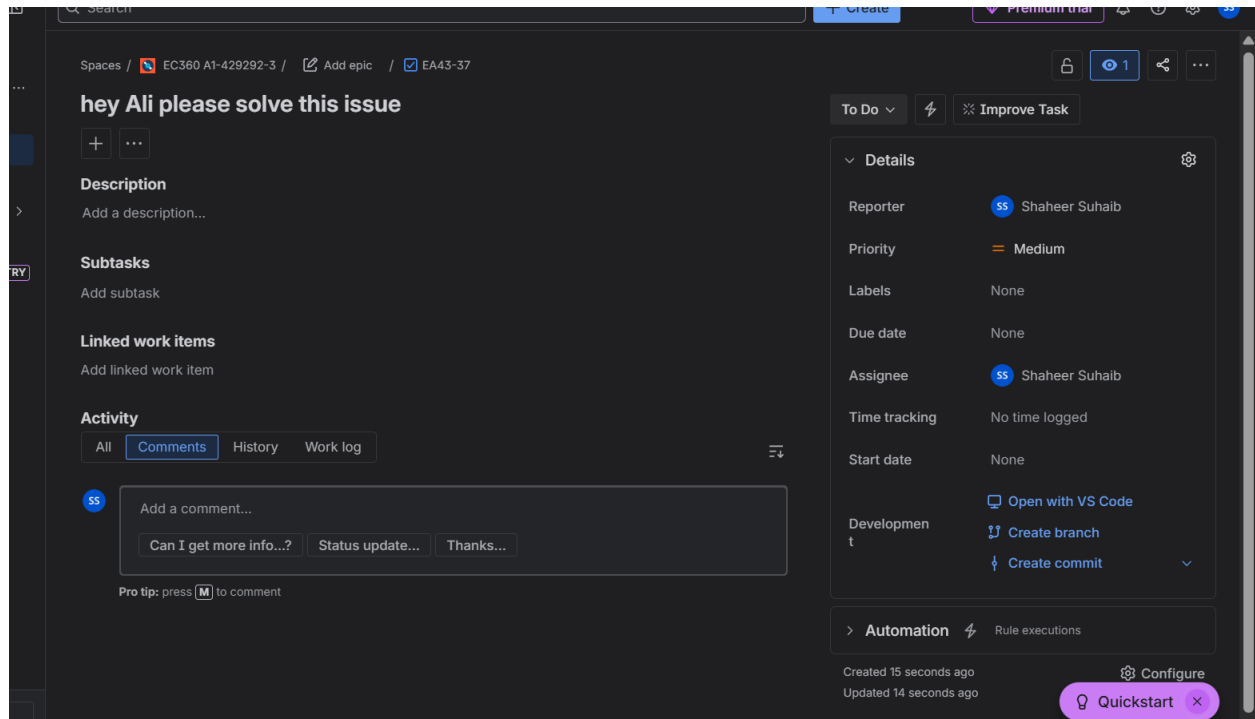 Search
+ Create
Premium trial
SS
Spaces / EC360 A1-429292-3 / Add epic / EA43-37
1
hey Ali please solve this issue
To Do
Improve Task
Details
Description
Add a description...
Reporter
SS Shaheer Suhaib
Priority
Medium
Subtasks
Add subtask
Labels
None
Due date
None
Linked work items
Add linked work item
Assignee
SS Shaheer Suhaib
Activity
All Comments History Work log
Time tracking
No time logged
Start date
None
SS
Add a comment...
Can I get more info...? Status update... Thanks...
Pro tip: press M to comment
Developmen
t
Open with VS Code
Create branch
Create commit
Automation Rule executions
Created 15 seconds ago
Updated 14 seconds ago
Configure
Quickstart